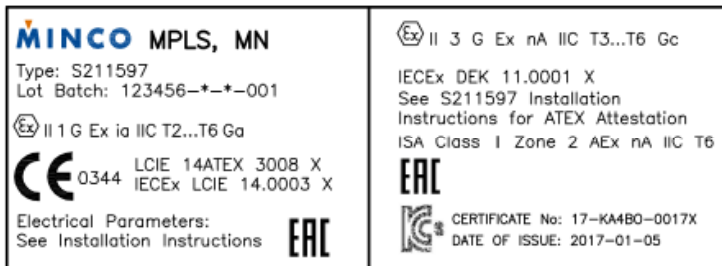 MINCO MPLS, MN
Type: S211597
Lot Batch: 123456-*-*-001
Ex II 1 G Ex ia IIC T2...T6 Ga
CE 0344 LCIE 14ATEX 3008 X
IECEx LCIE 14.0003 X
Electrical Parameters:
See Installation Instructions
EAC
Ex II 3 G Ex nA IIC T3...T6 Gc
IECEx DEK 11.0001 X
See S211597 Installation
Instructions for ATEX Attestation
ISA Class I Zone 2 AEx nA IIC T6
EAC
KCs CERTIFICATE No: 17-KA4BO-0017X
DATE OF ISSUE: 2017-01-05